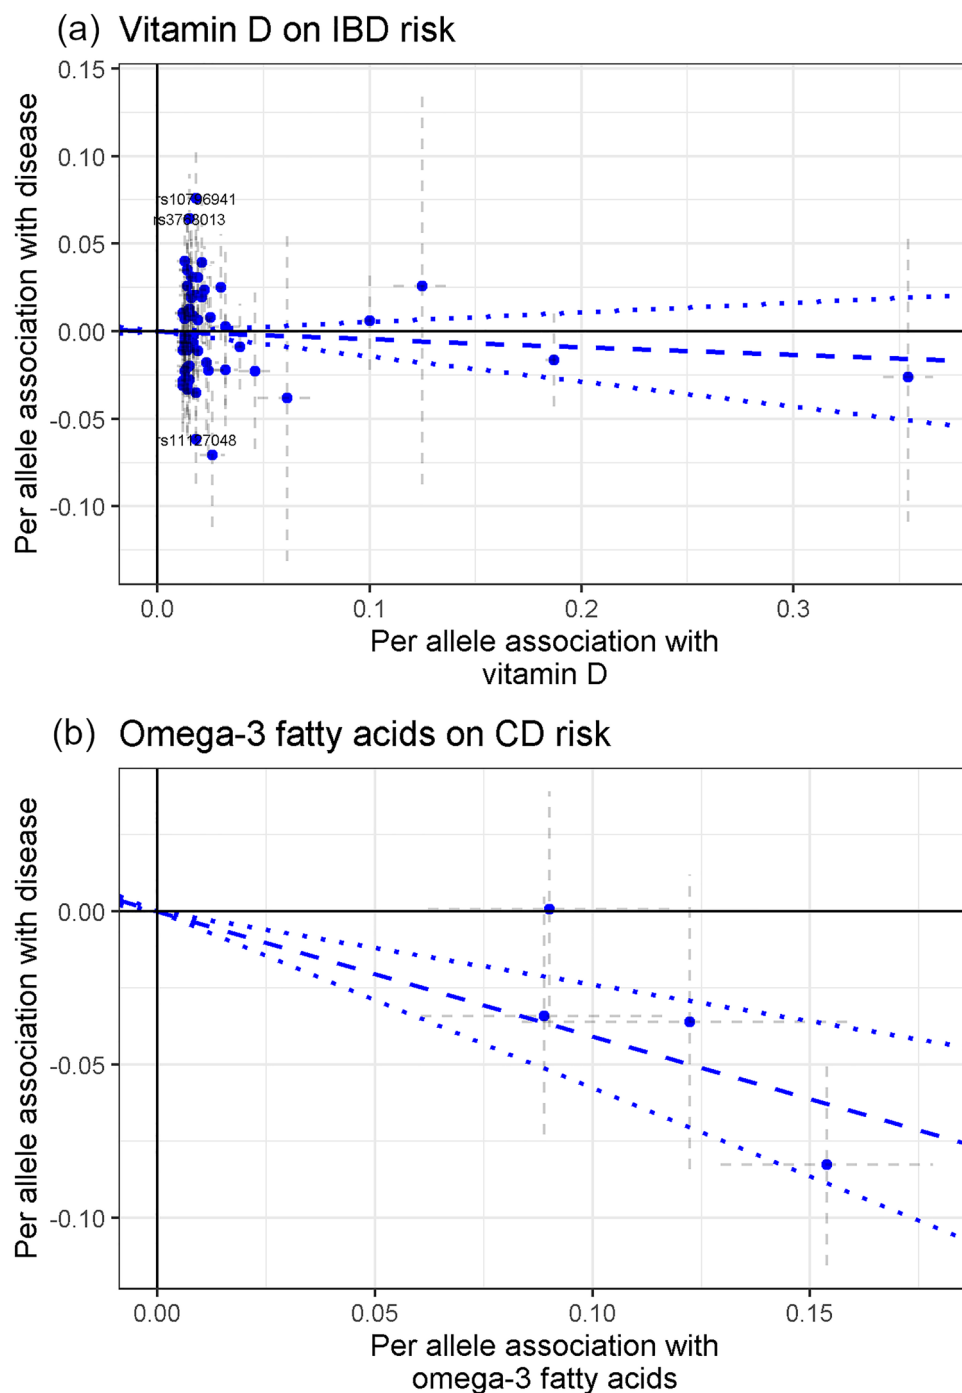 (a) Vitamin D on IBD risk
Per allele association with disease
0.15
0.10
0.05
0.00
-0.05
-0.10
rs10796941
rs3763013
rs11127048
0.0 0.1 0.2 0.3
Per allele association with
vitamin D
(b) Omega-3 fatty acids on CD risk
Per allele association with disease
0.00
-0.05
-0.10
0.00 0.05 0.10 0.15
Per allele association with
omega-3 fatty acids